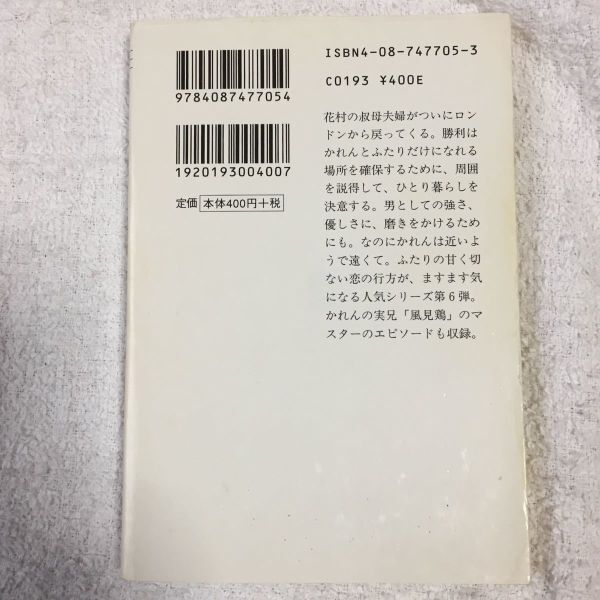 ISBN4-08-747705-3
C0193 ¥400E
9784087477054
1920193004007
定価 本体400円+税
花村の叔母夫婦がついにロン
ドンから戻ってくる。勝利は
かれんとふたりだけになれる
場所を確保するために、周囲
を説得して、ひとり暮らしを
決意する。男としての強さ、
優しさに、磨きをかけるため
にも。なのにかれんは近いよ
うで遠くて。ふたりの甘く切
ない恋の行方が、ますます気
になる人気シリーズ第6弾。
かれんの実兄「風見鶏」のマ
スターのエピソードも収録。